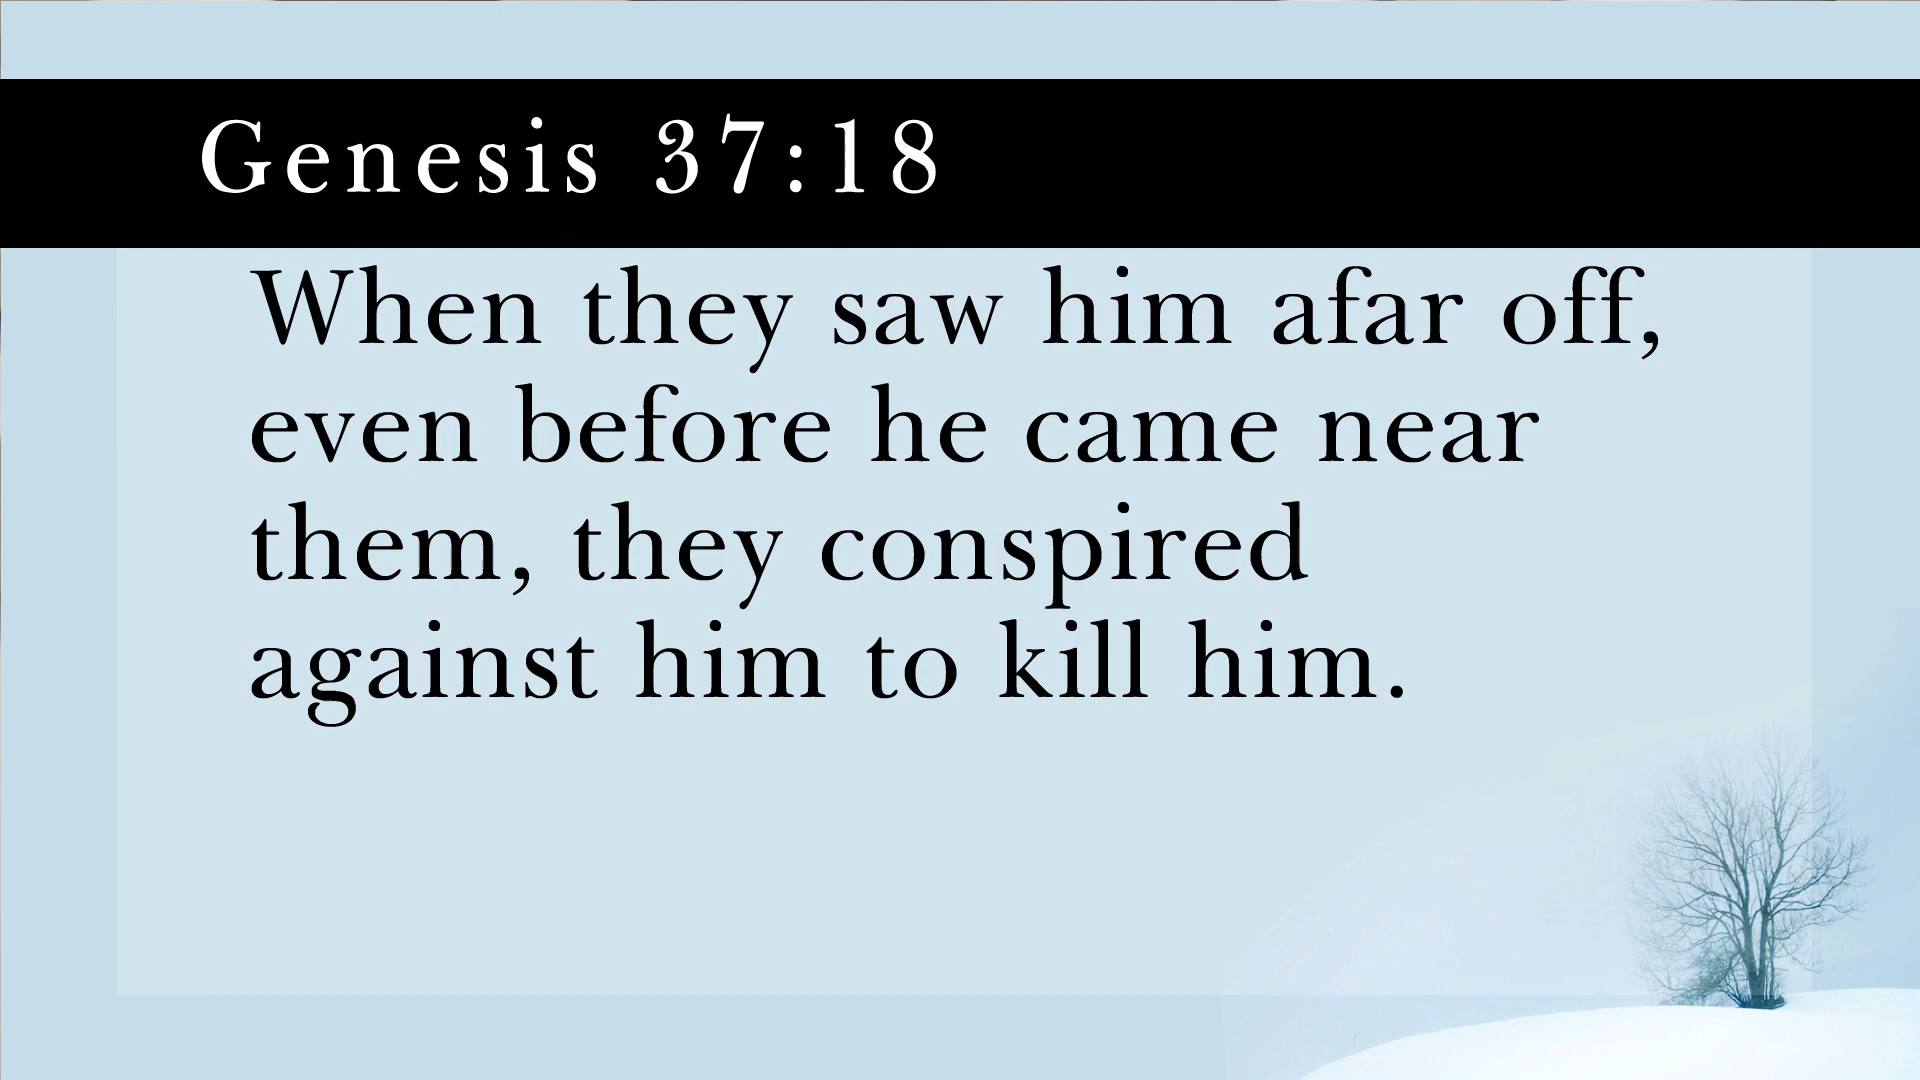 Genesis 37:18
When they saw him afar off,
even before he came near
them, they conspired
against him to kill him.